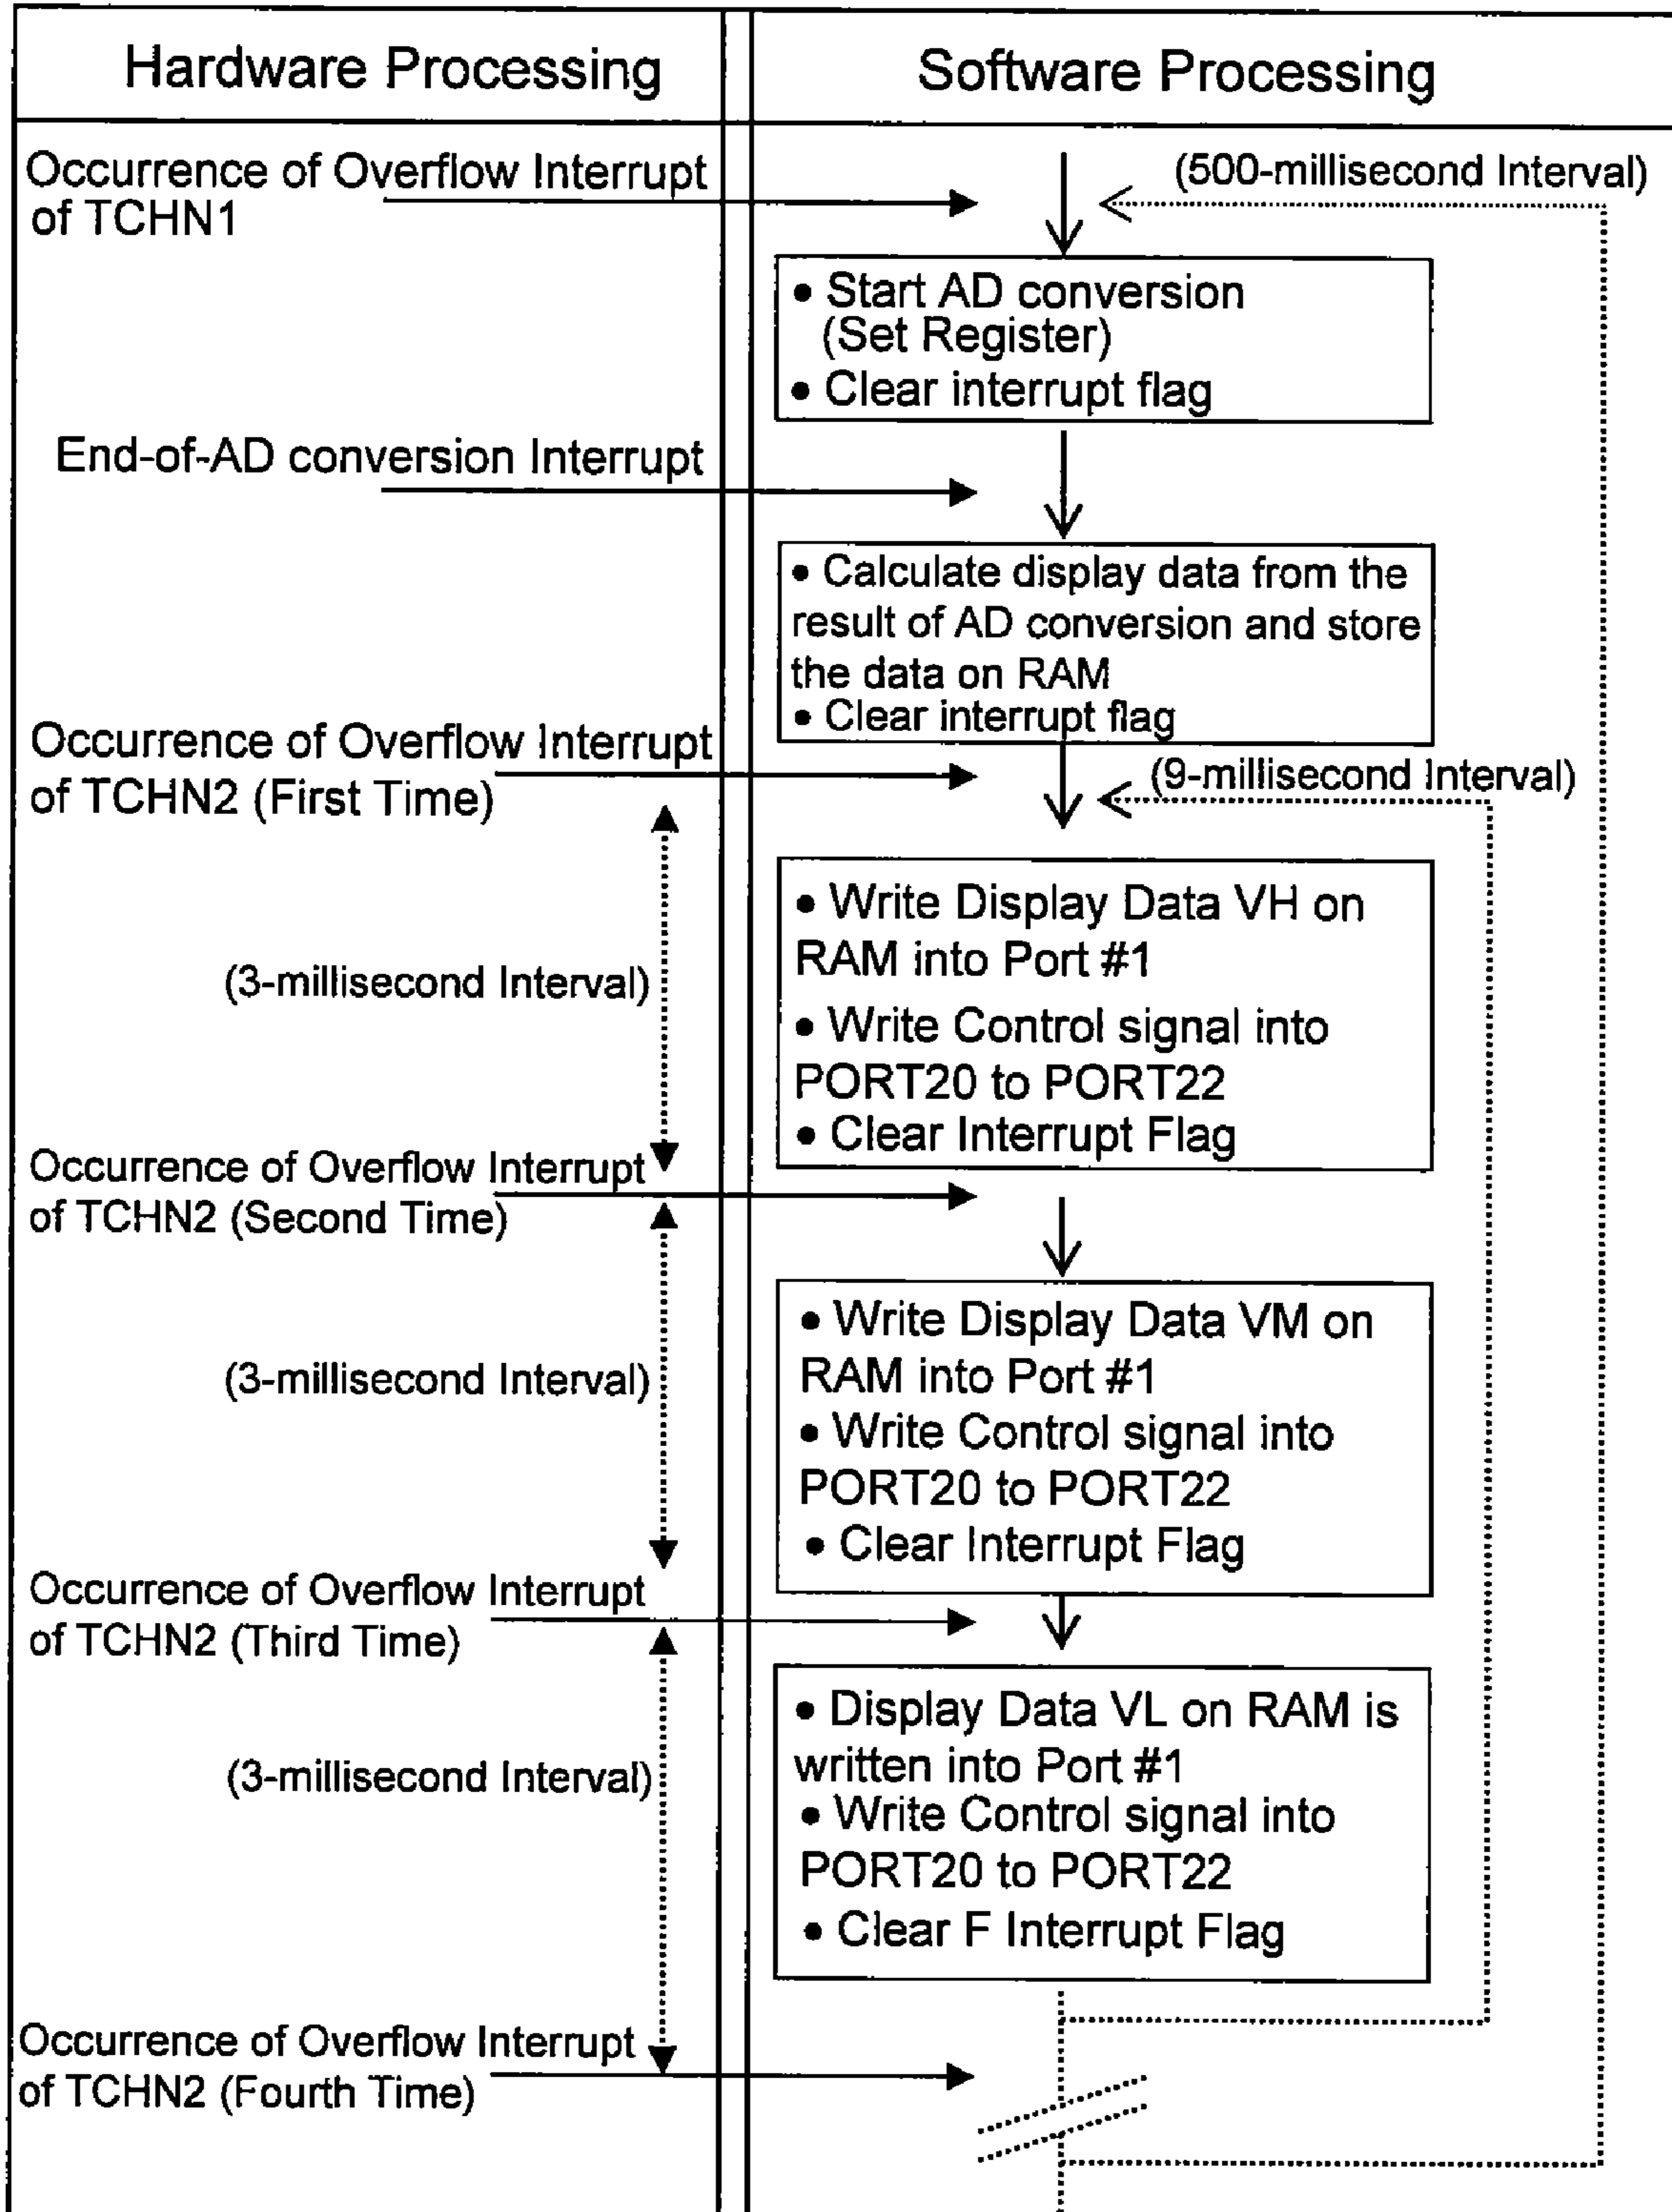 Hardware Processing
Software Processing
Occurrence of Overflow Interrupt
of TCHN1
(500-millisecond Interval)
• Start AD conversion
(Set Register)
• Clear interrupt flag
End-of-AD conversion Interrupt
• Calculate display data from the
result of AD conversion and store
the data on RAM
• Clear interrupt flag
Occurrence of Overflow Interrupt
of TCHN2 (First Time)
(9-millisecond Interval)
• Write Display Data VH on
RAM into Port #1
• Write Control signal into
PORT20 to PORT22
• Clear Interrupt Flag
(3-millisecond Interval)
Occurrence of Overflow Interrupt
of TCHN2 (Second Time)
• Write Display Data VM on
RAM into Port #1
• Write Control signal into
PORT20 to PORT22
• Clear Interrupt Flag
(3-millisecond Interval)
Occurrence of Overflow Interrupt
of TCHN2 (Third Time)
• Display Data VL on RAM is
written into Port #1
• Write Control signal into
PORT20 to PORT22
• Clear F Interrupt Flag
(3-millisecond Interval)
Occurrence of Overflow Interrupt
of TCHN2 (Fourth Time)